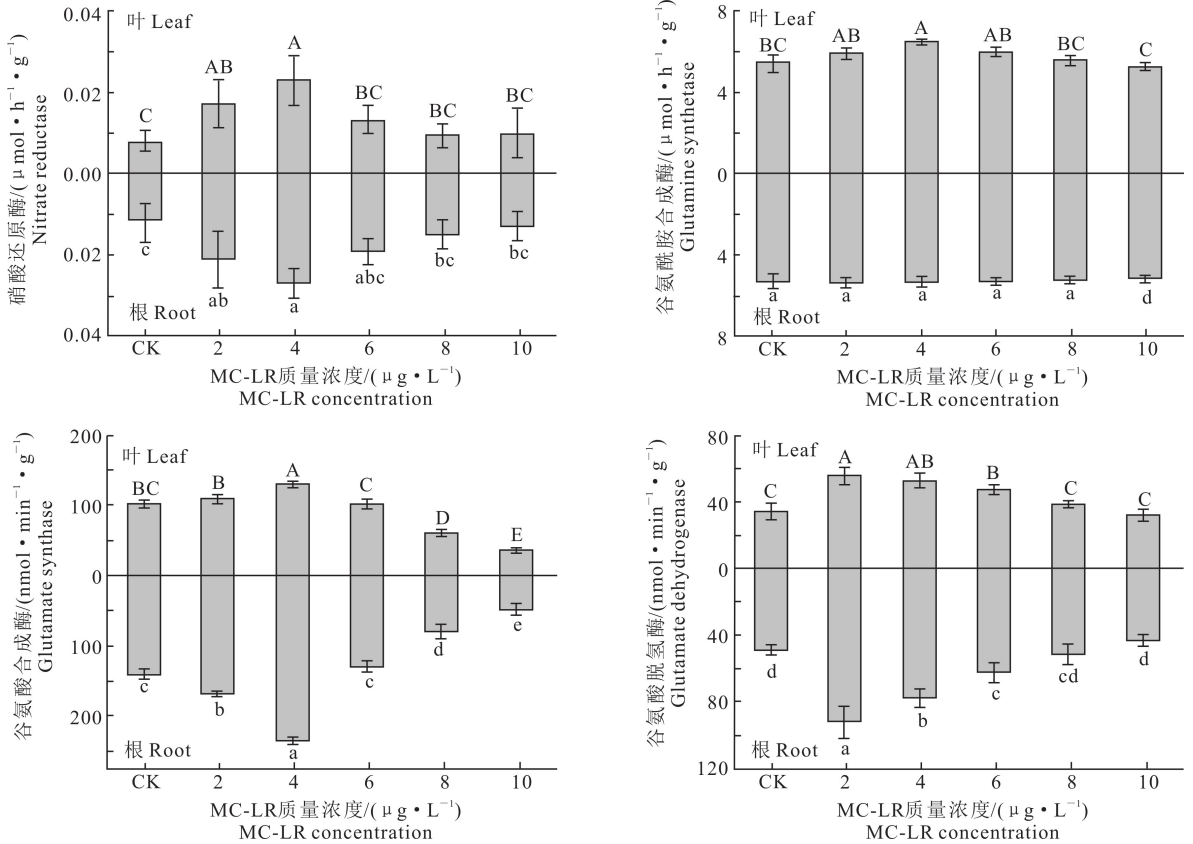 硝酸还原酶/(μmol·h⁻¹·g⁻¹)
Nitrate reductase
0.04
0.02
0.00
0.02
0.04
叶 Leaf
C
AB
A
BC
BC
BC
c
ab
a
abc
bc
bc
根 Root
CK
2
4
6
8
10
MC-LR质量浓度/(μg·L⁻¹)
MC-LR concentration
谷氨酰胺合成酶/(μmol·h⁻¹·g⁻¹)
Glutamine synthetase
8
4
0
4
8
叶 Leaf
BC
AB
A
AB
BC
C
a
a
a
a
a
d
根 Root
CK
2
4
6
8
10
MC-LR质量浓度/(μg·L⁻¹)
MC-LR concentration
谷氨酸合成酶/(nmol·min⁻¹·g⁻¹)
Glutamate synthase
200
100
0
100
200
叶 Leaf
BC
B
A
C
D
E
c
b
a
c
d
e
根 Root
CK
2
4
6
8
10
MC-LR质量浓度/(μg·L⁻¹)
MC-LR concentration
谷氨酸脱氢酶/(nmol·min⁻¹·g⁻¹)
Glutamate dehydrogenase
80
40
0
40
80
120
叶 Leaf
C
A
AB
B
C
C
d
a
b
c
cd
d
根 Root
CK
2
4
6
8
10
MC-LR质量浓度/(μg·L⁻¹)
MC-LR concentration